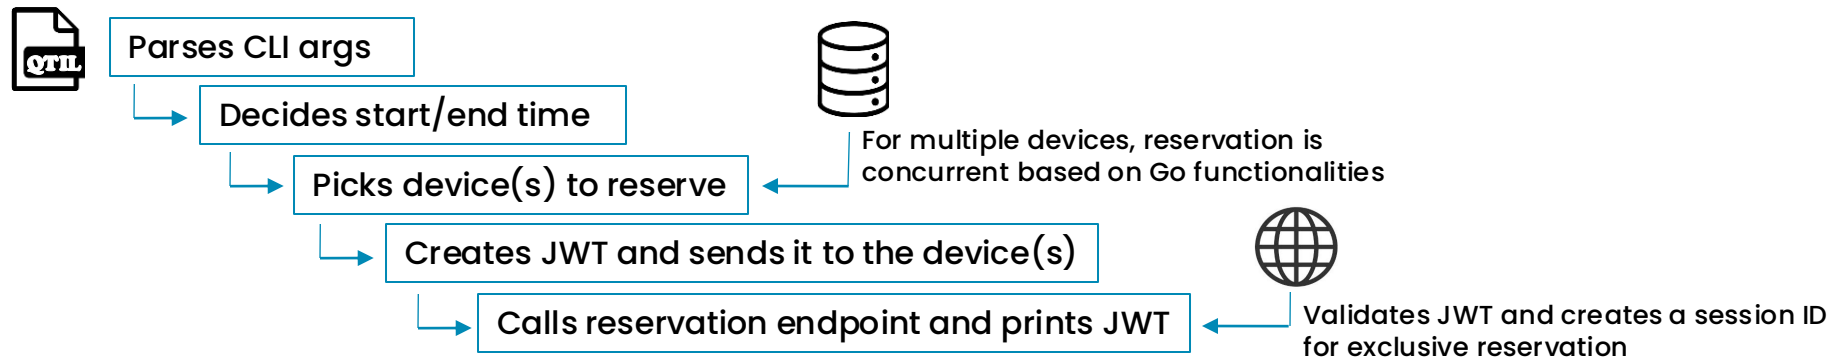 QTIL
Parses CLI args
Decides start/end time
For multiple devices, reservation is
concurrent based on Go functionalities
Picks device(s) to reserve
Creates JWT and sends it to the device(s)
Calls reservation endpoint and prints JWT
Validates JWT and creates a session ID
for exclusive reservation